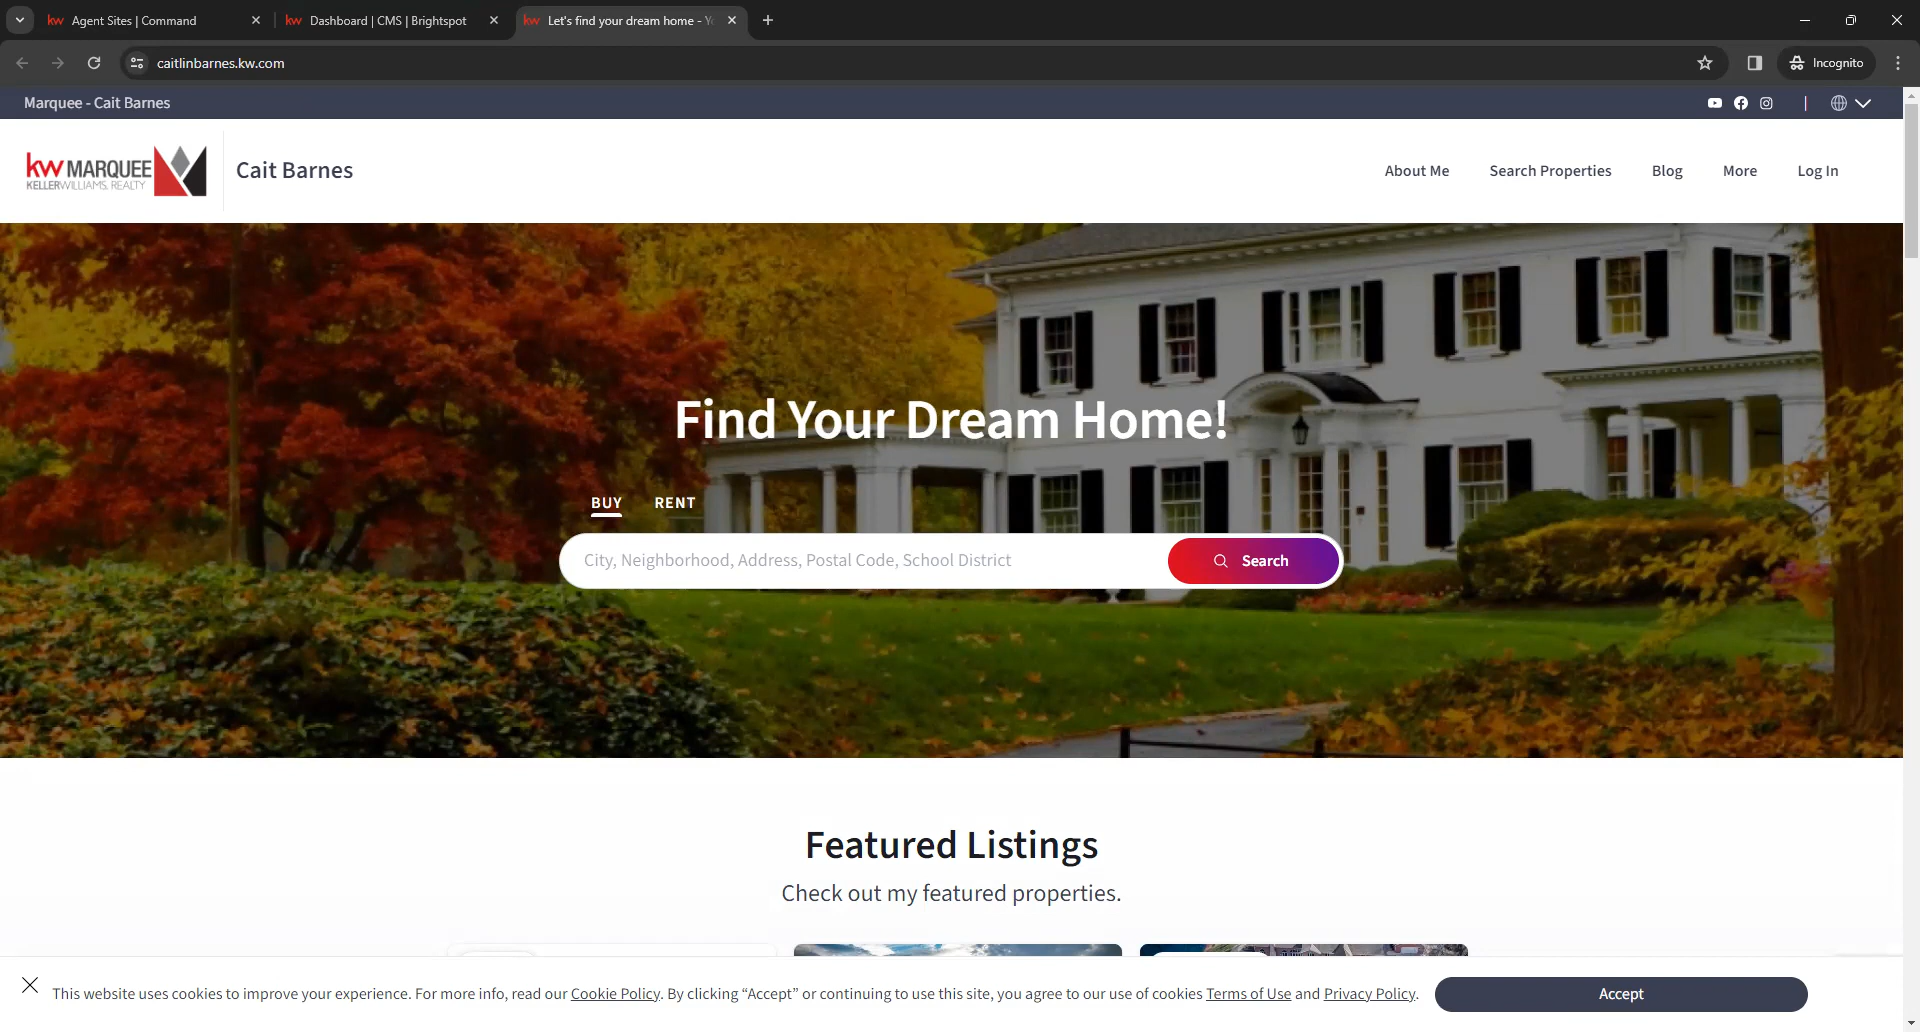 kw Agent Sites | Command
kw Dashboard | CMS | Brightspot
kw Let's find your dream home -
caitlinbarnes.kw.com
Incognito
Marquee - Cait Barnes
kw MARQUEE
KELLERWILLIAMS. REALTY
Cait Barnes
About Me
Search Properties
Blog
More
Log In
Find Your Dream Home!
BUY
RENT
City, Neighborhood, Address, Postal Code, School District
Search
Featured Listings
Check out my featured properties.
This website uses cookies to improve your experience. For more info, read our Cookie Policy. By clicking “Accept” or continuing to use this site, you agree to our use of cookies Terms of Use and Privacy Policy.
Accept